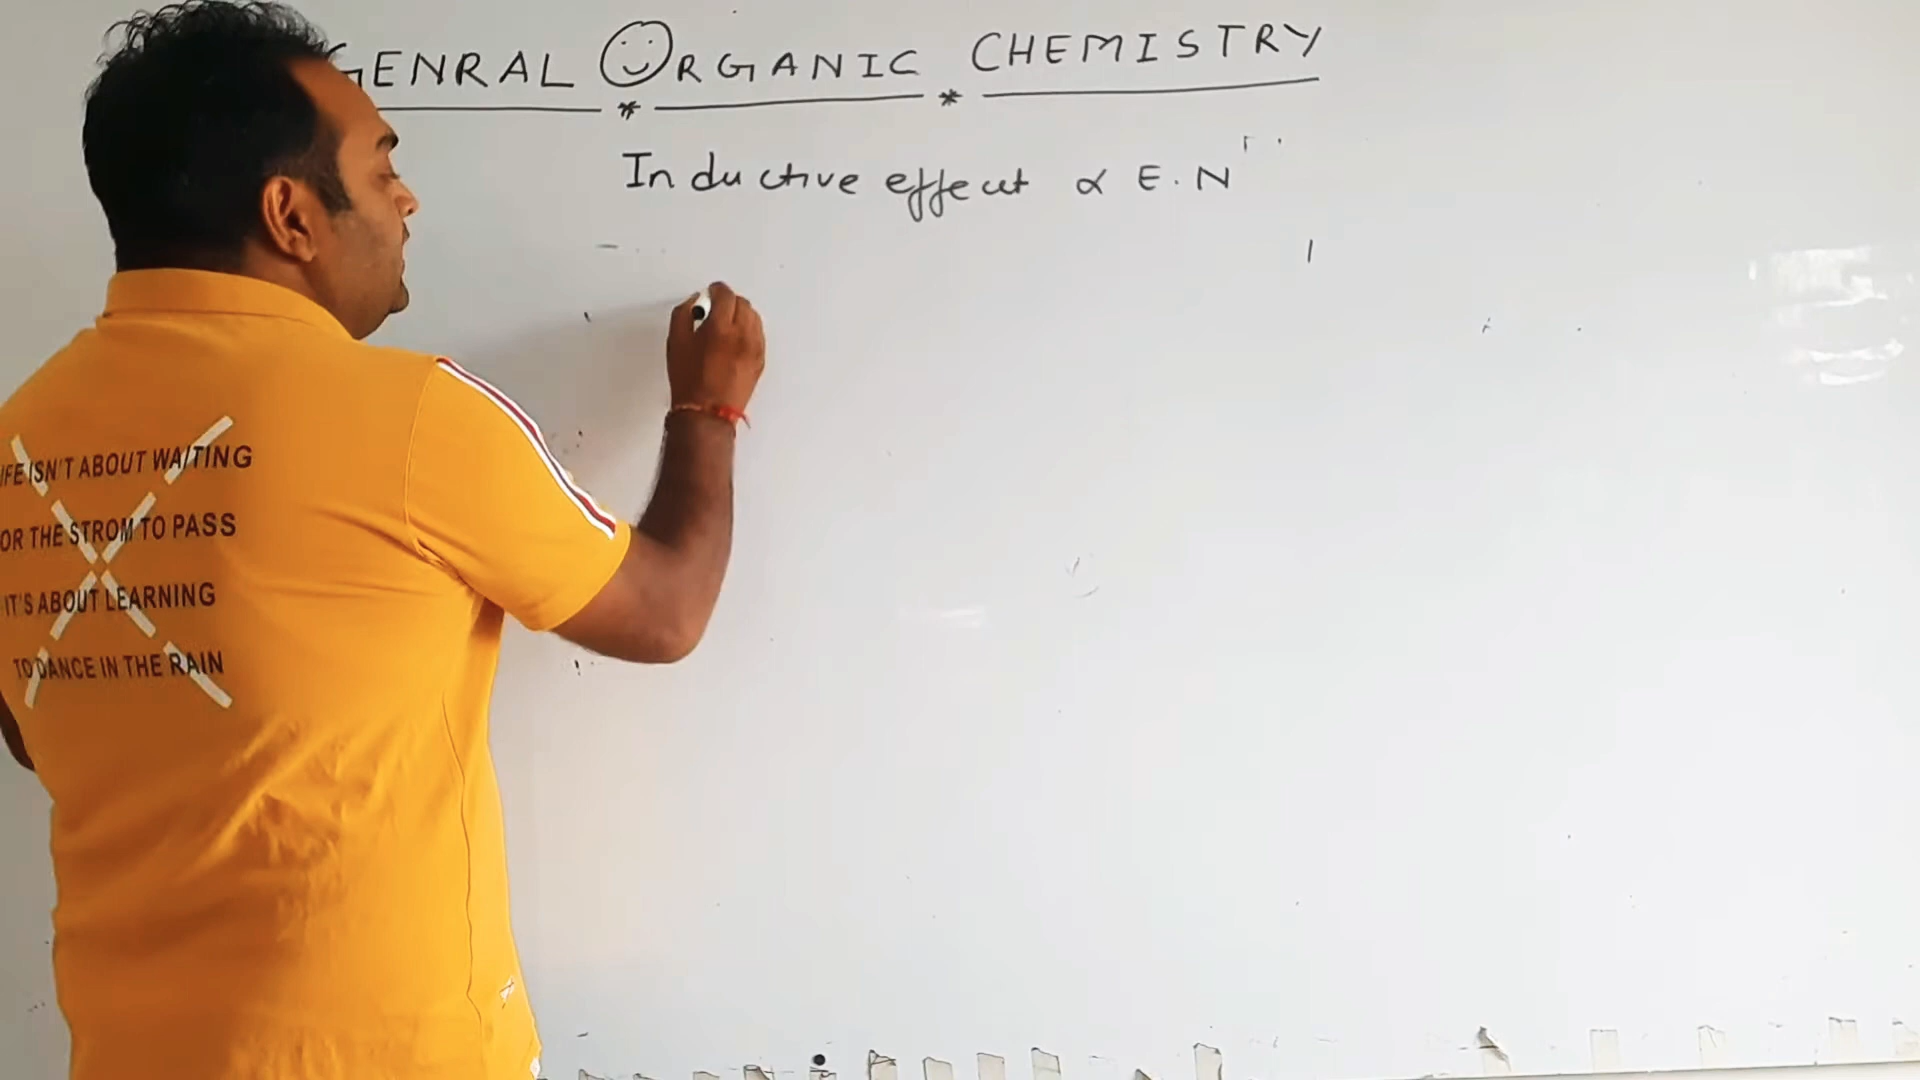 GENRAL ORGANIC CHEMISTRY
Inductive effect ∝ E.N
IFE ISN'T ABOUT WAITING
OR THE STROM TO PASS
IT'S ABOUT LEARNING
TO DANCE IN THE RAIN